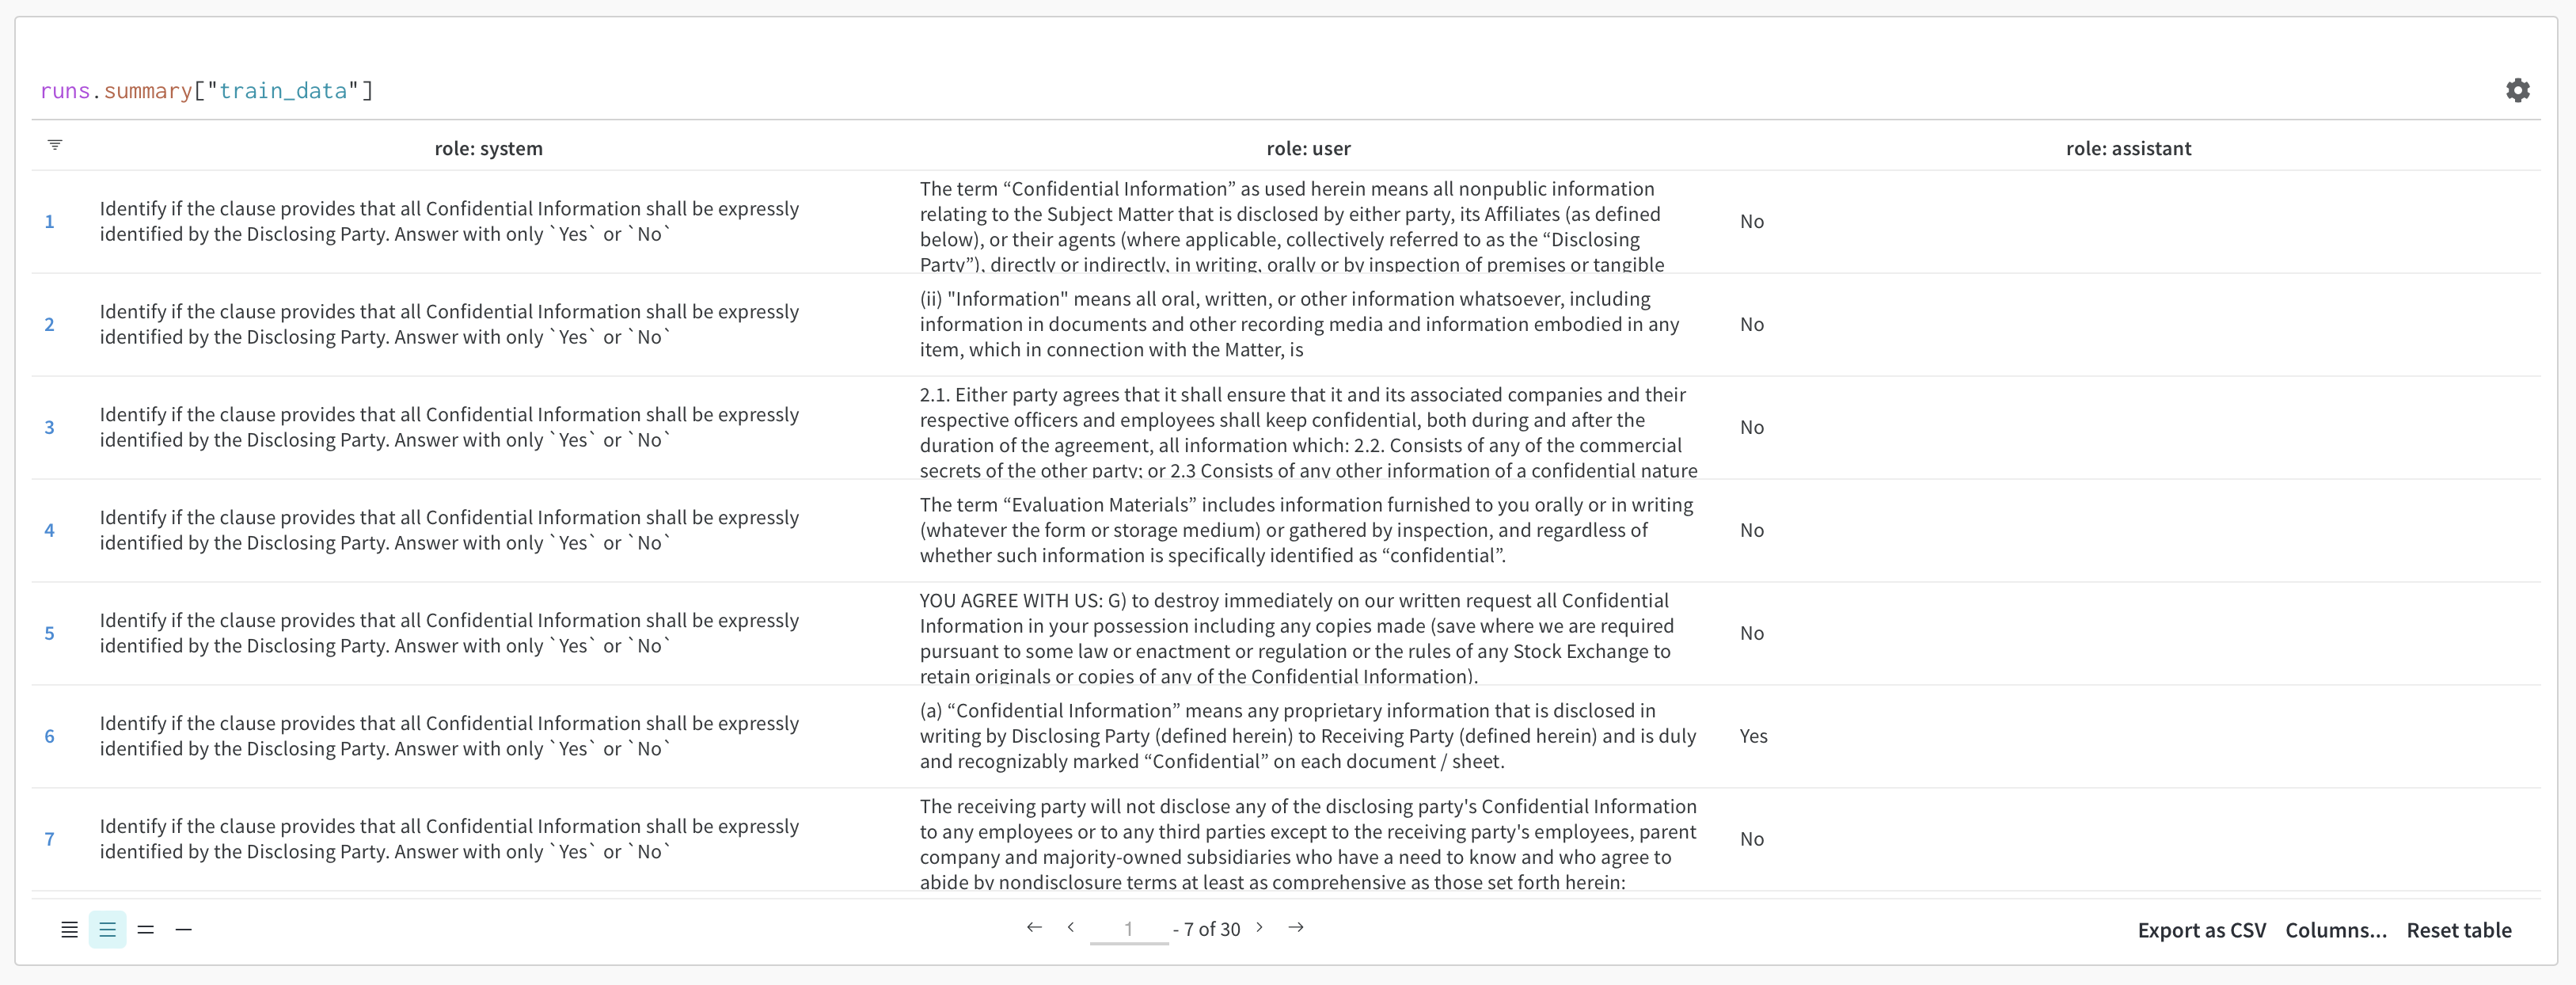 runs.summary["train_data"]
role: system role: user role: assistant
1
Identify if the clause provides that all Confidential Information shall be expressly
identified by the Disclosing Party. Answer with only `Yes` or `No`
The term “Confidential Information” as used herein means all nonpublic information
relating to the Subject Matter that is disclosed by either party, its Affiliates (as defined
below), or their agents (where applicable, collectively referred to as the “Disclosing
Party”), directly or indirectly, in writing, orally or by inspection of premises or tangible
No
2
Identify if the clause provides that all Confidential Information shall be expressly
identified by the Disclosing Party. Answer with only `Yes` or `No`
(ii) "Information" means all oral, written, or other information whatsoever, including
information in documents and other recording media and information embodied in any
item, which in connection with the Matter, is
No
3
Identify if the clause provides that all Confidential Information shall be expressly
identified by the Disclosing Party. Answer with only `Yes` or `No`
2.1. Either party agrees that it shall ensure that it and its associated companies and their
respective officers and employees shall keep confidential, both during and after the
duration of the agreement, all information which: 2.2. Consists of any of the commercial
secrets of the other party; or 2.3 Consists of any other information of a confidential nature
No
4
Identify if the clause provides that all Confidential Information shall be expressly
identified by the Disclosing Party. Answer with only `Yes` or `No`
The term “Evaluation Materials” includes information furnished to you orally or in writing
(whatever the form or storage medium) or gathered by inspection, and regardless of
whether such information is specifically identified as “confidential”.
No
5
Identify if the clause provides that all Confidential Information shall be expressly
identified by the Disclosing Party. Answer with only `Yes` or `No`
YOU AGREE WITH US: G) to destroy immediately on our written request all Confidential
Information in your possession including any copies made (save where we are required
pursuant to some law or enactment or regulation or the rules of any Stock Exchange to
retain originals or copies of any of the Confidential Information).
No
6
Identify if the clause provides that all Confidential Information shall be expressly
identified by the Disclosing Party. Answer with only `Yes` or `No`
(a) “Confidential Information” means any proprietary information that is disclosed in
writing by Disclosing Party (defined herein) to Receiving Party (defined herein) and is duly
and recognizably marked “Confidential” on each document / sheet.
Yes
7
Identify if the clause provides that all Confidential Information shall be expressly
identified by the Disclosing Party. Answer with only `Yes` or `No`
The receiving party will not disclose any of the disclosing party's Confidential Information
to any employees or to any third parties except to the receiving party's employees, parent
company and majority-owned subsidiaries who have a need to know and who agree to
abide by nondisclosure terms at least as comprehensive as those set forth herein;
No
1 - 7 of 30
Export as CSV Columns... Reset table